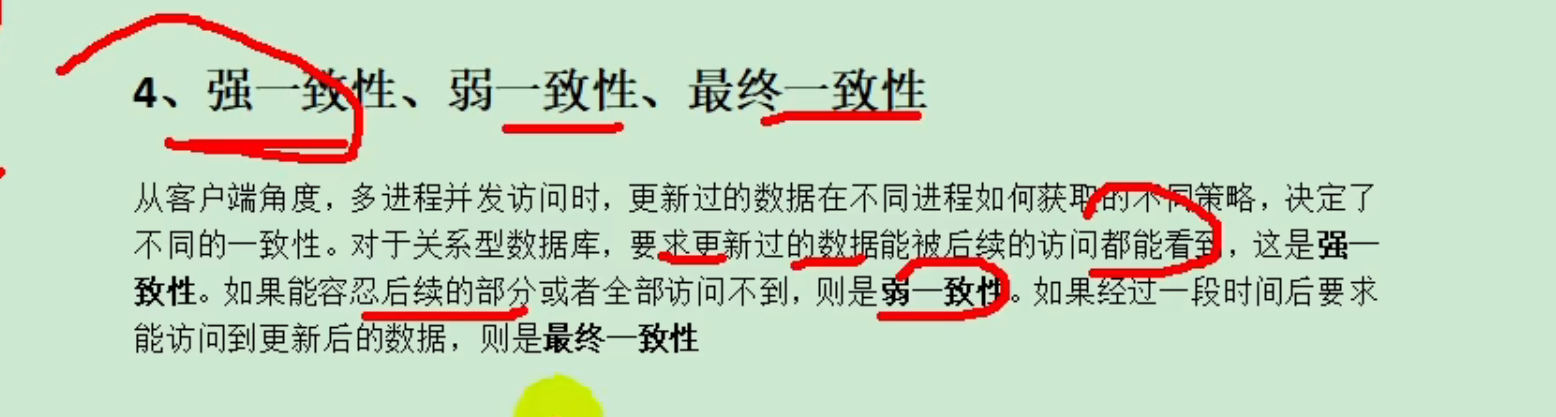 4、强一致性、弱一致性、最终一致性
从客户端角度，多进程并发访问时，更新过的数据在不同进程如何获取的不同策略，决定了
不同的一致性。对于关系型数据库，要求更新过的数据能被后续的访问都能看到，这是强一
致性。如果能容忍后续的部分或者全部访问不到，则是弱一致性。如果经过一段时间后要求
能访问到更新后的数据，则是最终一致性